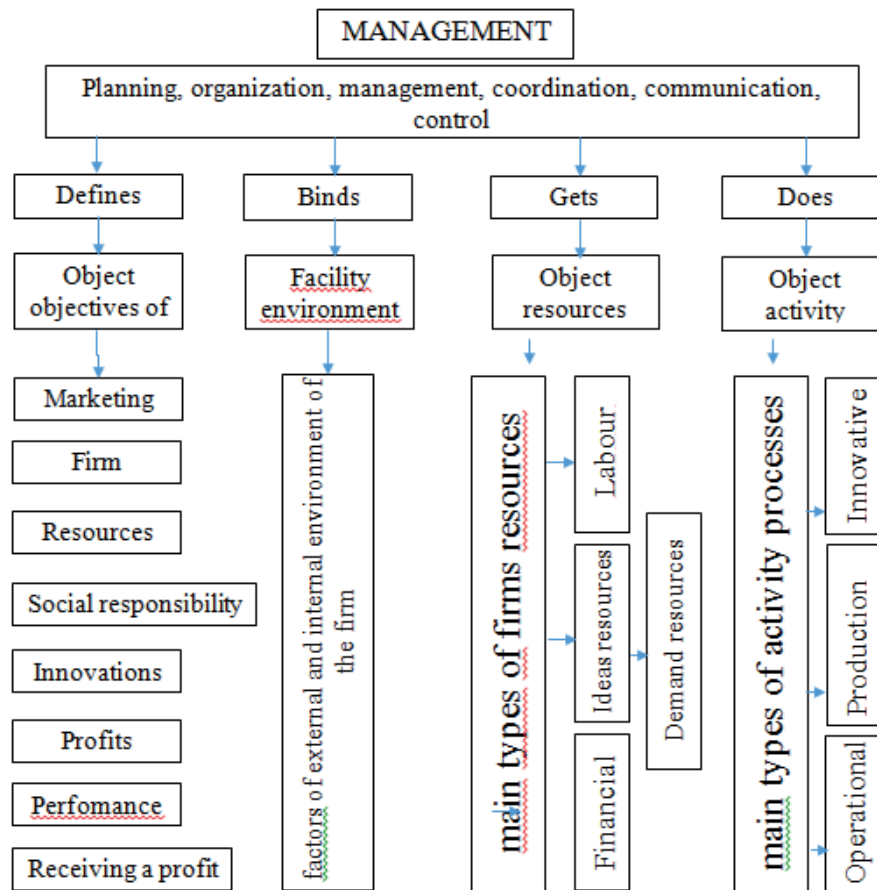 MANAGEMENT
Planning, organization, management, coordination, communication,
control
Defines
Binds
Gets
Does
Object
objectives of
Facility
environment
Object
resources
Object
activity
Marketing
Firm
Resources
Social responsibility
Innovations
Profits
Perfomance
Receiving a profit
factors of external and internal environment of
the firm
main types of firms resources
Labour
Ideas resources
Financial
Demand resources
main types of activity processes
Innovative
Production
Operational